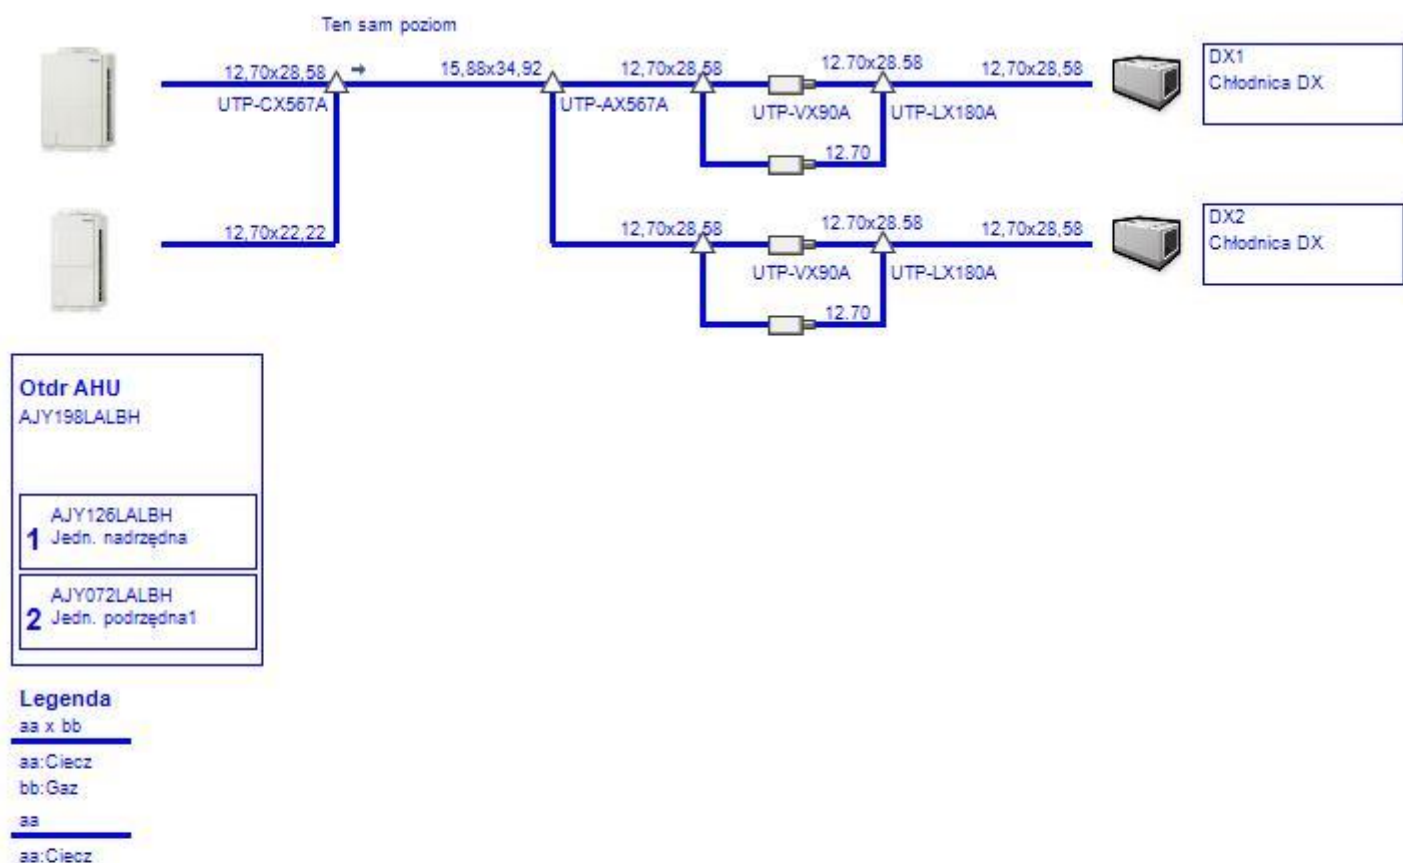 Ten sam poziom
12,70x28,58
15,88x34,92
12,70x28,58
12.70x28.58
12,70x28,58
UTP-CX567A
UTP-AX567A
UTP-VX90A
UTP-LX180A
DX1
Chłodnica DX
12.70
12,70x22,22
12,70x28,58
12.70x28.58
12,70x28,58
UTP-VX90A
UTP-LX180A
DX2
Chłodnica DX
12.70
Otdr AHU
AJY198LALBH
1
AJY126LALBH
Jedn. nadrzędna
2
AJY072LALBH
Jedn. podrzędna1
Legenda
aa x bb
aa:Ciecz
bb:Gaz
aa
aa:Ciecz